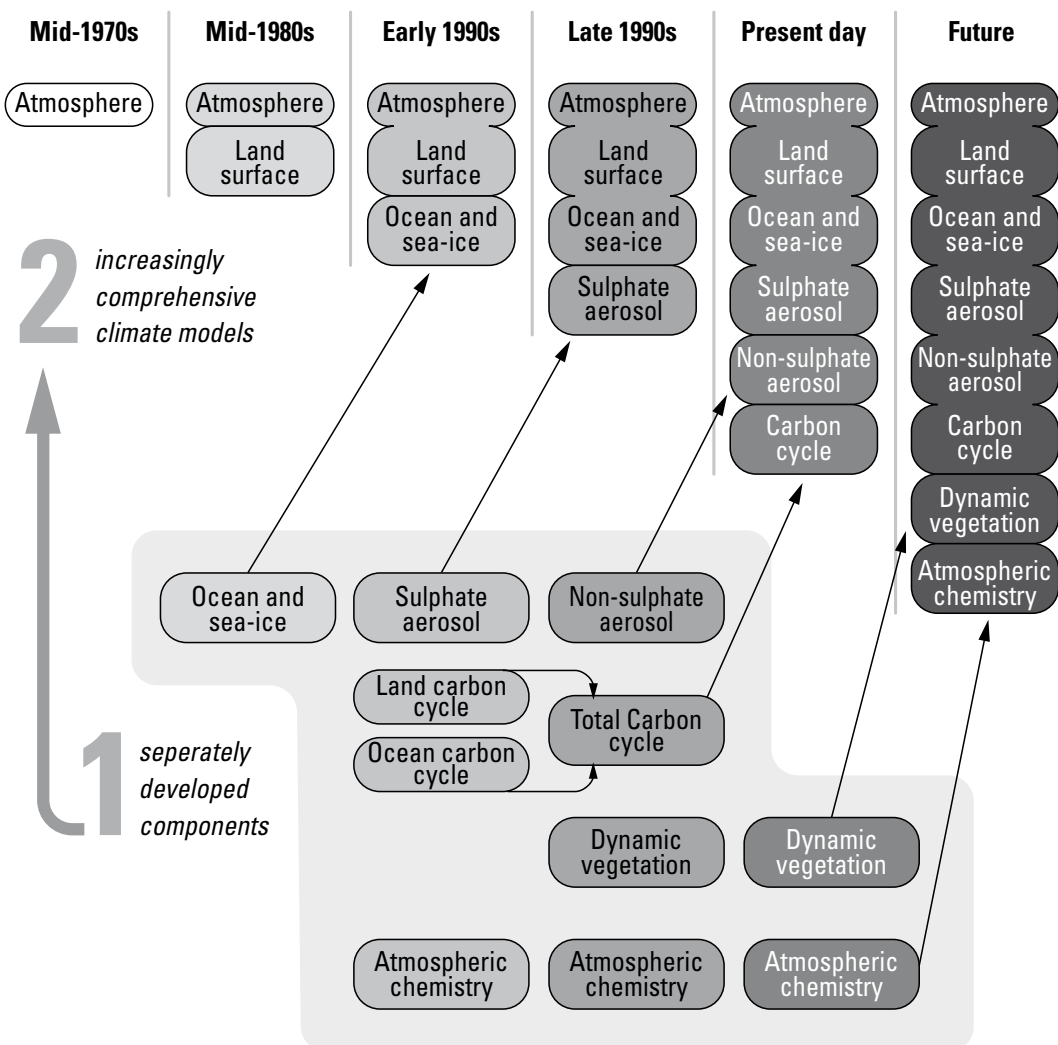 Mid-1970s
Mid-1980s
Early 1990s
Late 1990s
Present day
Future
Atmosphere
Atmosphere
Land
surface
Atmosphere
Land
surface
Ocean and
sea-ice
Atmosphere
Land
surface
Ocean and
sea-ice
Sulphate
aerosol
Atmosphere
Land
surface
Ocean and
sea-ice
Sulphate
aerosol
Non-sulphate
aerosol
Carbon
cycle
Atmosphere
Land
surface
Ocean and
sea-ice
Sulphate
aerosol
Non-sulphate
aerosol
Carbon
cycle
Dynamic
vegetation
Atmospheric
chemistry
2
increasingly
comprehensive
climate models
Ocean and
sea-ice
Sulphate
aerosol
Non-sulphate
aerosol
Land carbon
cycle
Ocean carbon
cycle
Total Carbon
cycle
1
seperately
developed
components
Dynamic
vegetation
Dynamic
vegetation
Atmospheric
chemistry
Atmospheric
chemistry
Atmospheric
chemistry